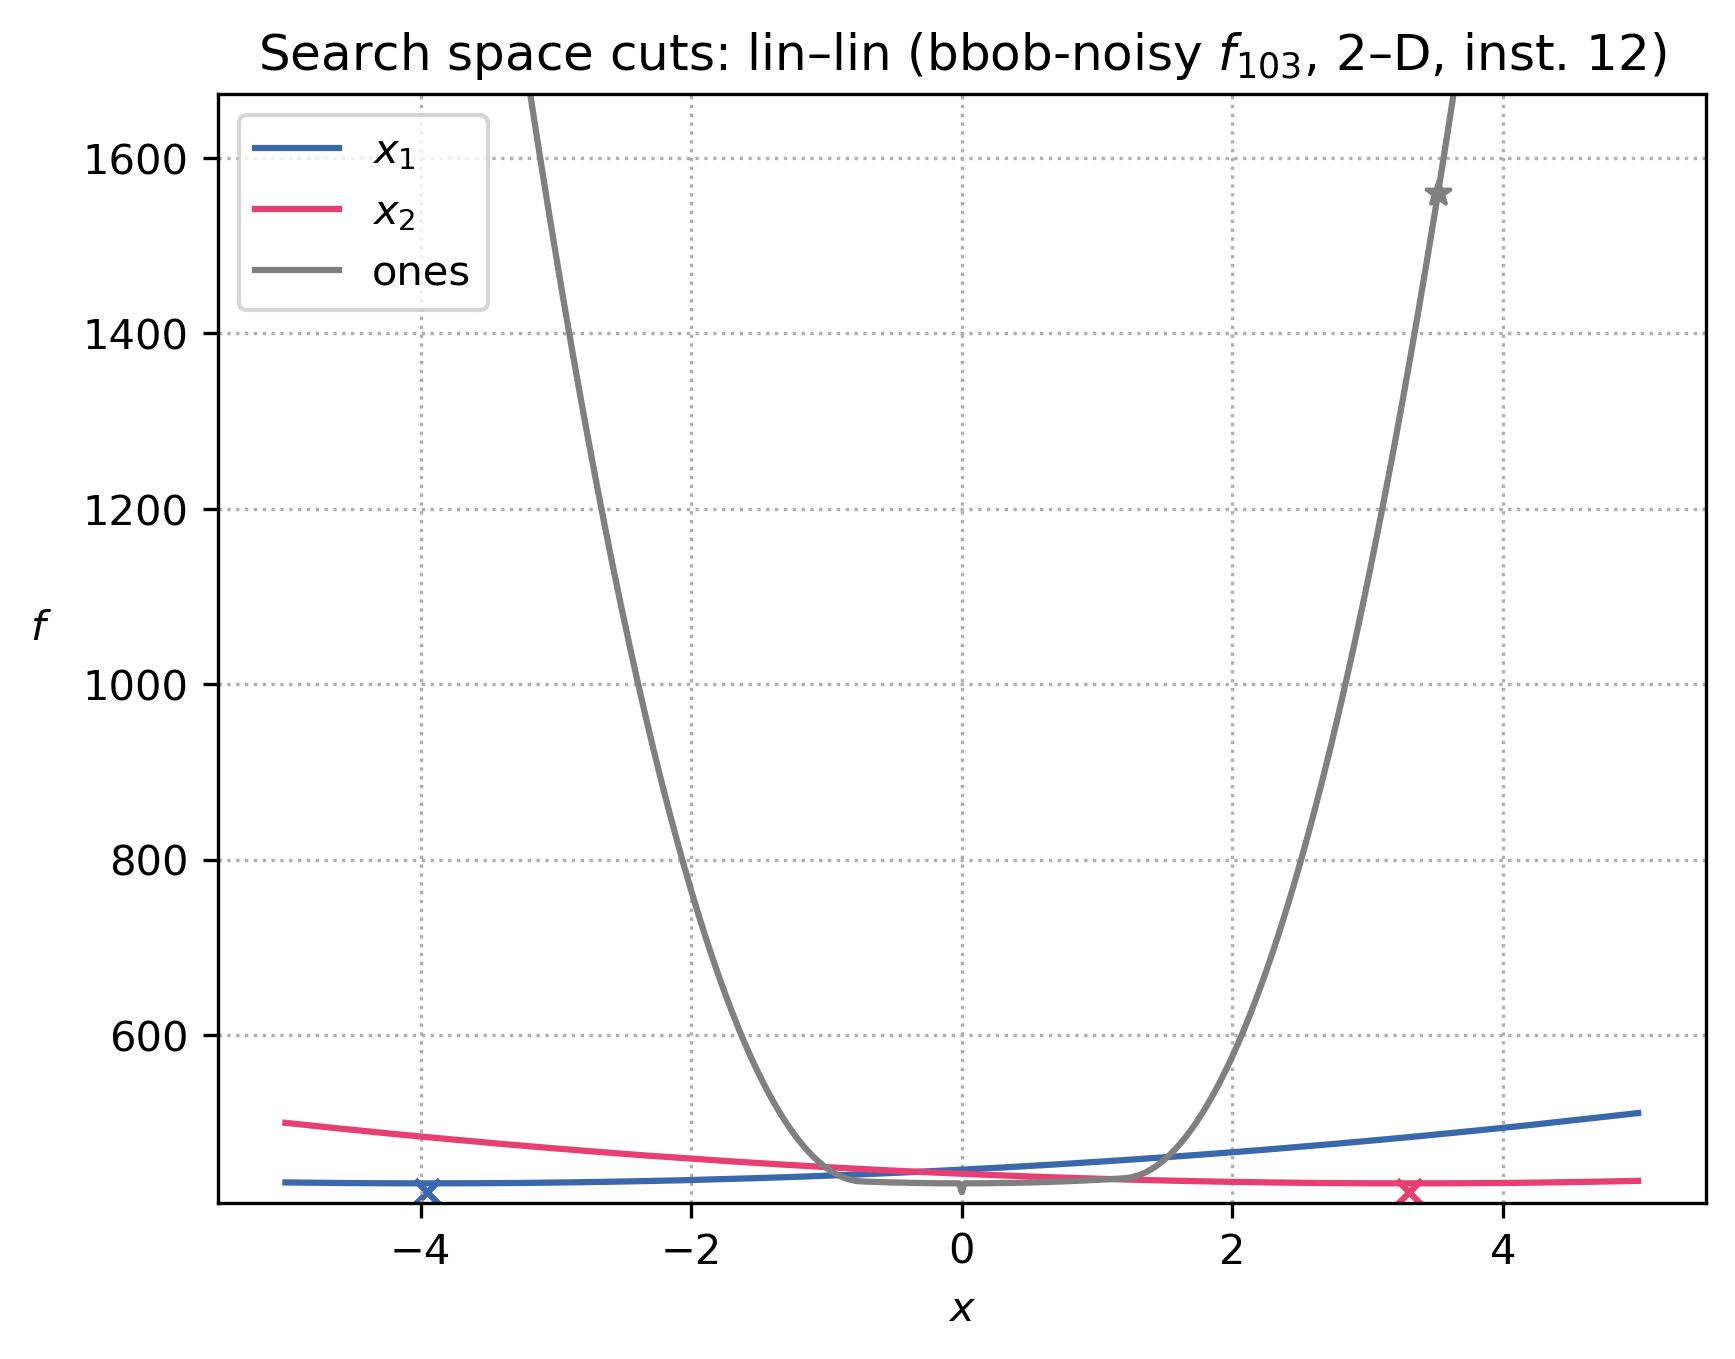 Search space cuts: lin–lin (bbob-noisy f₁₀₃, 2–D, inst. 12)
x₁
x₂
ones
1600
1400
1200
1000
800
600
f
−4 −2 0 2 4
x